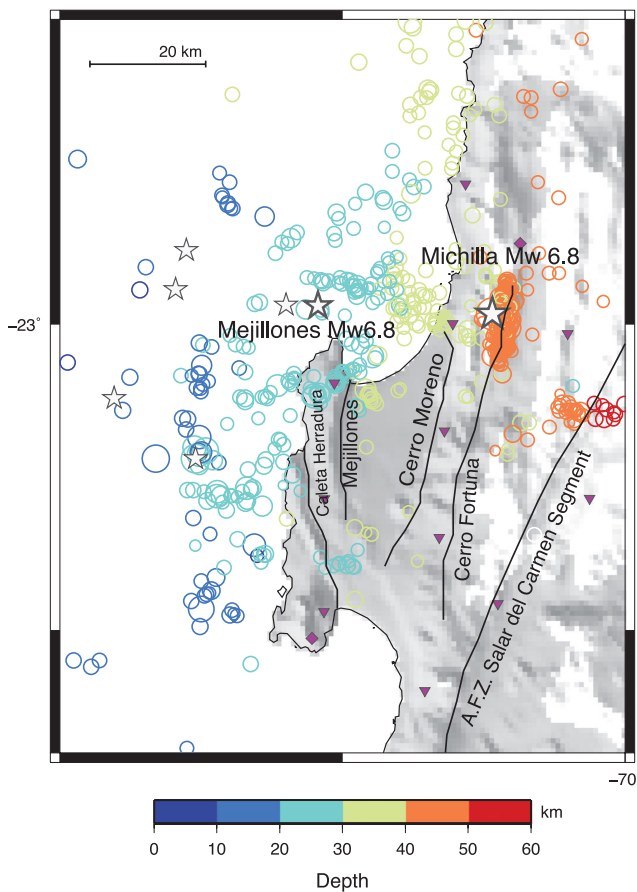 20 km
Michilla Mw 6.8
−23°
Mejillones Mw6.8
Caleta Herradura
Mejillones
Cerro Moreno
Cerro Fortuna
A.F.Z. Salar del Carmen Segment
−70
km
0 10 20 30 40 50 60
Depth